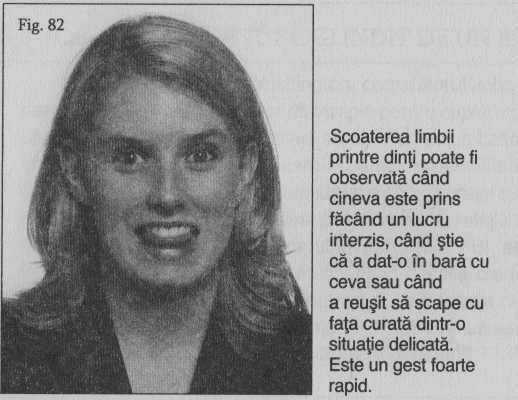 Fig. 82
Scoaterea limbii
printre dinţi poate fi
observată când
cineva este prins
făcând un lucru
interzis, când ştie
că a dat-o în bară cu
ceva sau când
a reuşit să scape cu
faţa curată dintr-o
situaţie delicată.
Este un gest foarte
rapid.